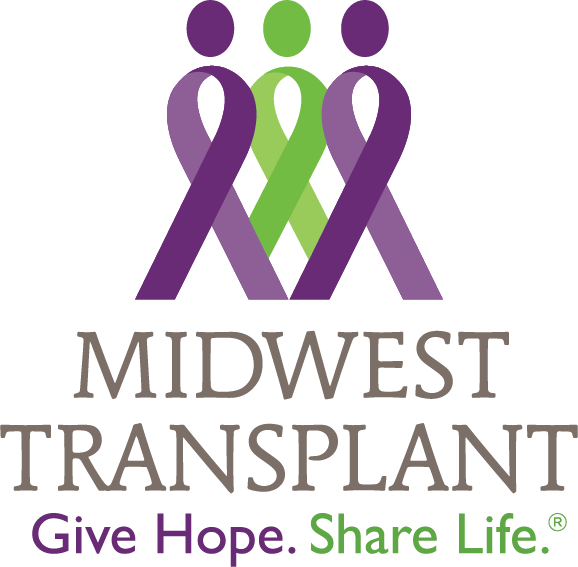 MIDWEST
TRANSPLANT
Give Hope. Share Life.®